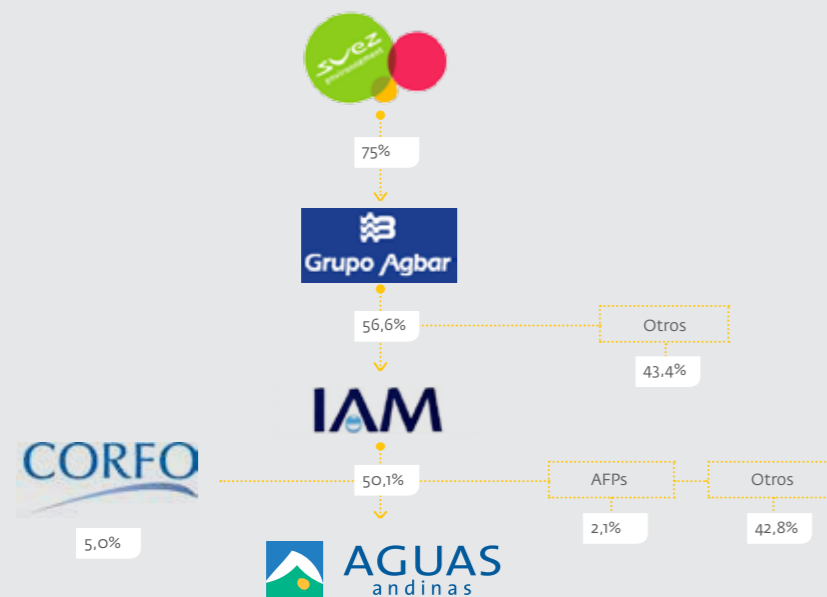 suez
environnement
75%
Grupo Agbar
56,6%
Otros
43,4%
IAM
CORFO
50,1%
AFPs
Otros
5,0%
2,1%
42,8%
AGUAS
andinas